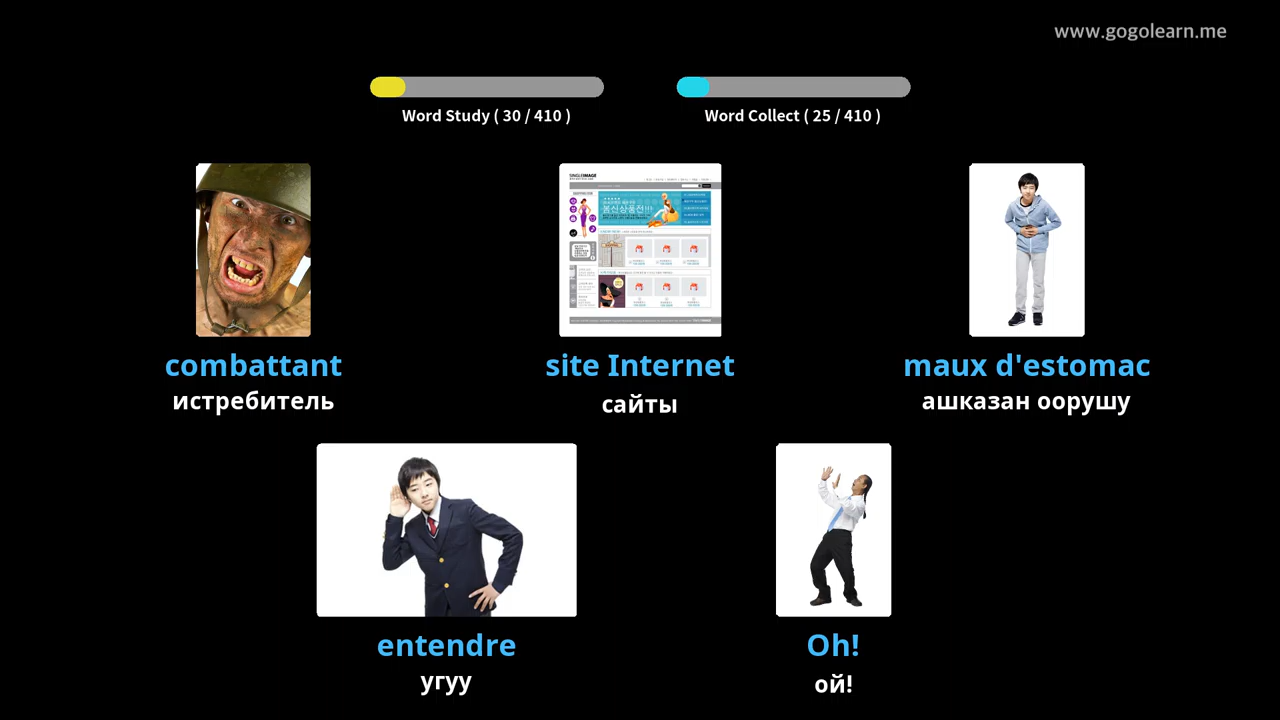 www.gogolearn.me
Word Study ( 30 / 410 )
Word Collect ( 25 / 410 )
combattant
истребитель
site Internet
сайты
maux d'estomac
ашказан оорушу
entendre
угуу
Oh!
ой!